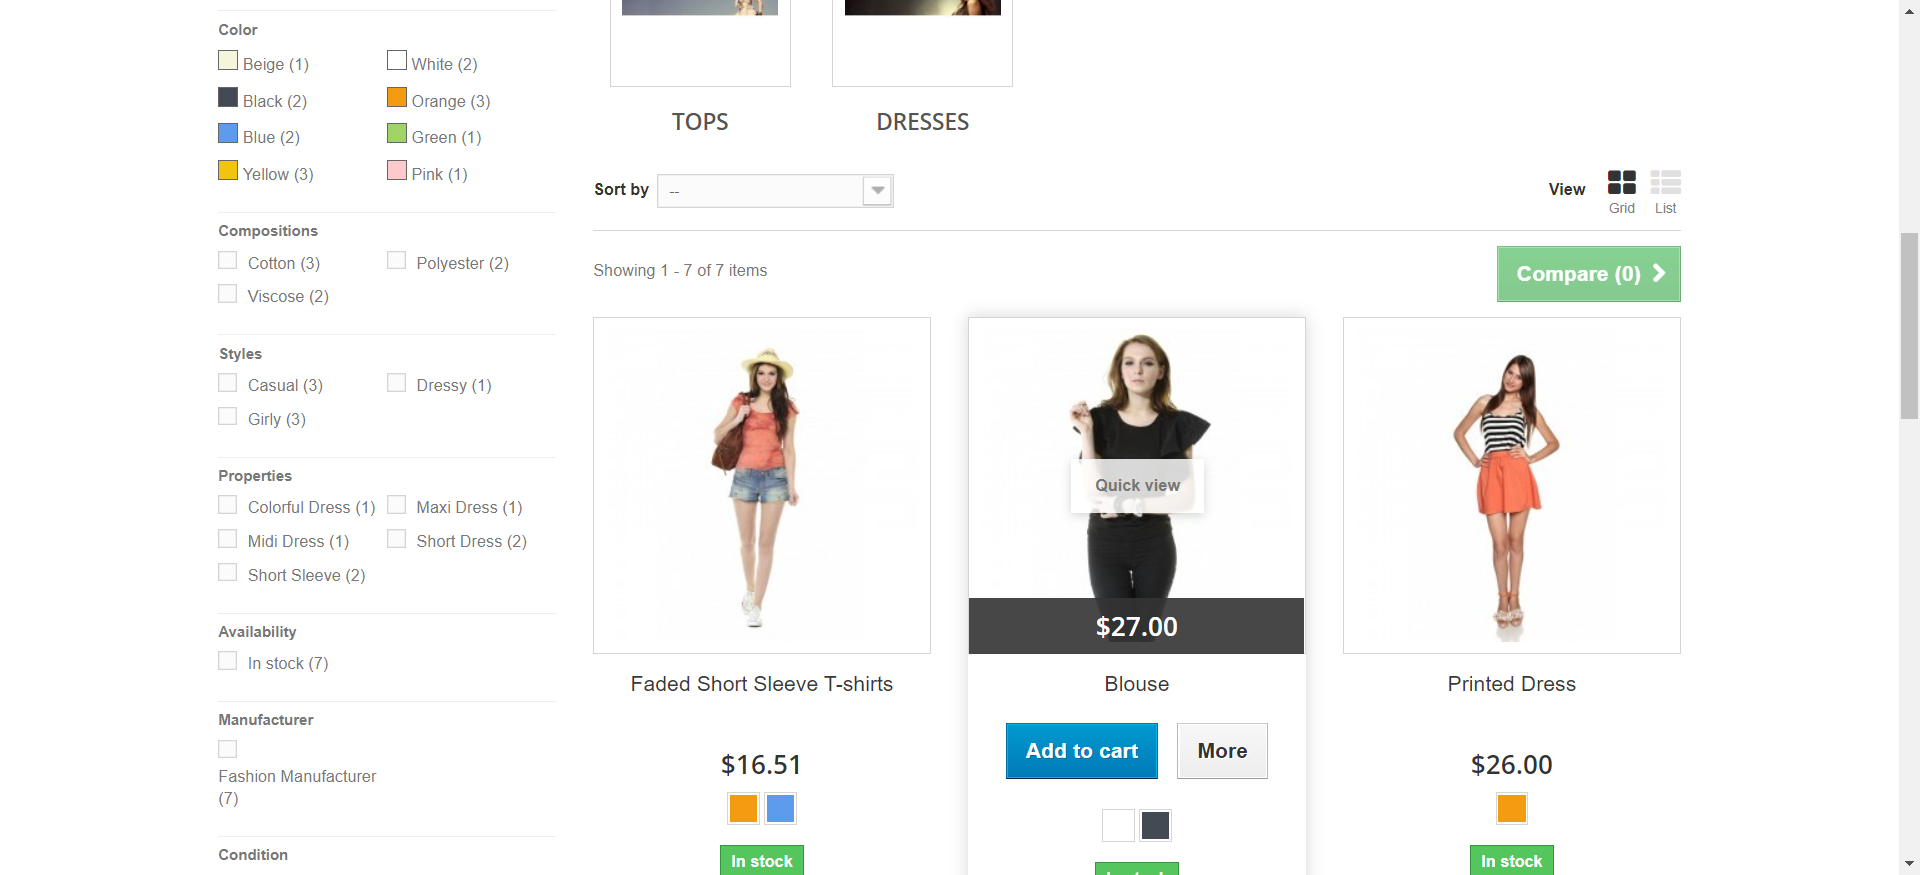 Color
Beige (1)
White (2)
Black (2)
Orange (3)
Blue (2)
Green (1)
Yellow (3)
Pink (1)
Compositions
Cotton (3)
Polyester (2)
Viscose (2)
Styles
Casual (3)
Dressy (1)
Girly (3)
Properties
Colorful Dress (1)
Maxi Dress (1)
Midi Dress (1)
Short Dress (2)
Short Sleeve (2)
Availability
In stock (7)
Manufacturer
Fashion Manufacturer
(7)
Condition
TOPS
DRESSES
Sort by
--
View
Grid
List
Showing 1 - 7 of 7 items
Compare (0)
Faded Short Sleeve T-shirts
$16.51
In stock
Quick view
$27.00
Blouse
Add to cart
More
Printed Dress
$26.00
In stock